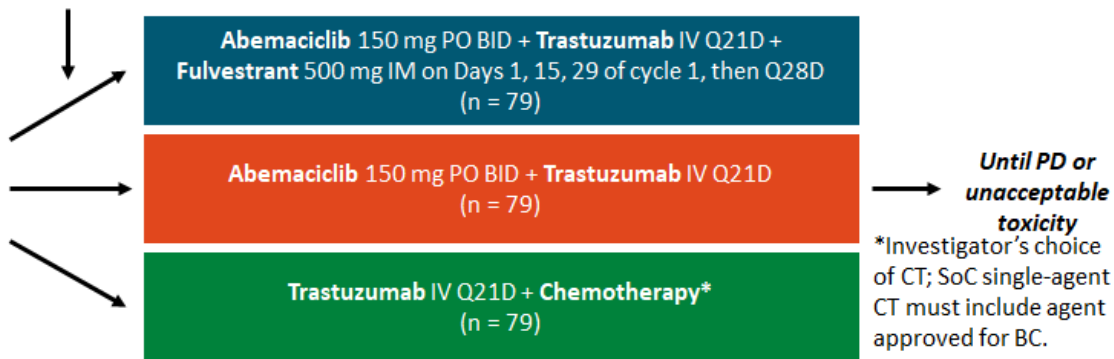 Abemaciclib 150 mg PO BID + Trastuzumab IV Q21D +
Fulvestrant 500 mg IM on Days 1, 15, 29 of cycle 1, then Q28D
(n = 79)
Abemaciclib 150 mg PO BID + Trastuzumab IV Q21D
(n = 79)
Trastuzumab IV Q21D + Chemotherapy*
(n = 79)
Until PD or
unacceptable
toxicity
*Investigator's choice
of CT; SoC single-agent
CT must include agent
approved for BC.